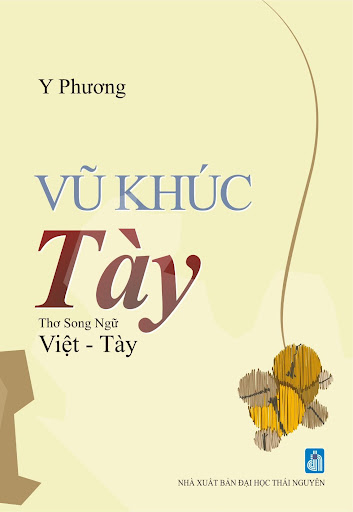 Y Phương
VŨ KHÚC
Tày
Thơ Song Ngữ
Việt - Tày
NHÀ XUẤT BẢN ĐẠI HỌC THÁI NGUYÊN